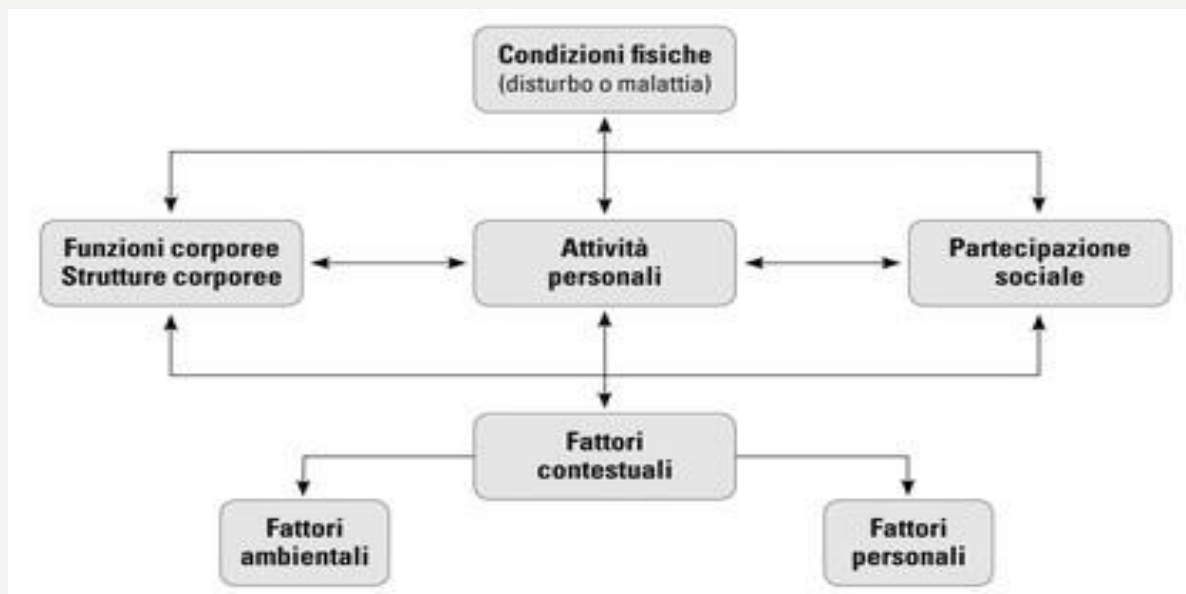 Condizioni fisiche
(disturbo o malattia)
Funzioni corporee
Strutture corporee
Attività
personali
Partecipazione
sociale
Fattori
contestuali
Fattori
ambientali
Fattori
personali